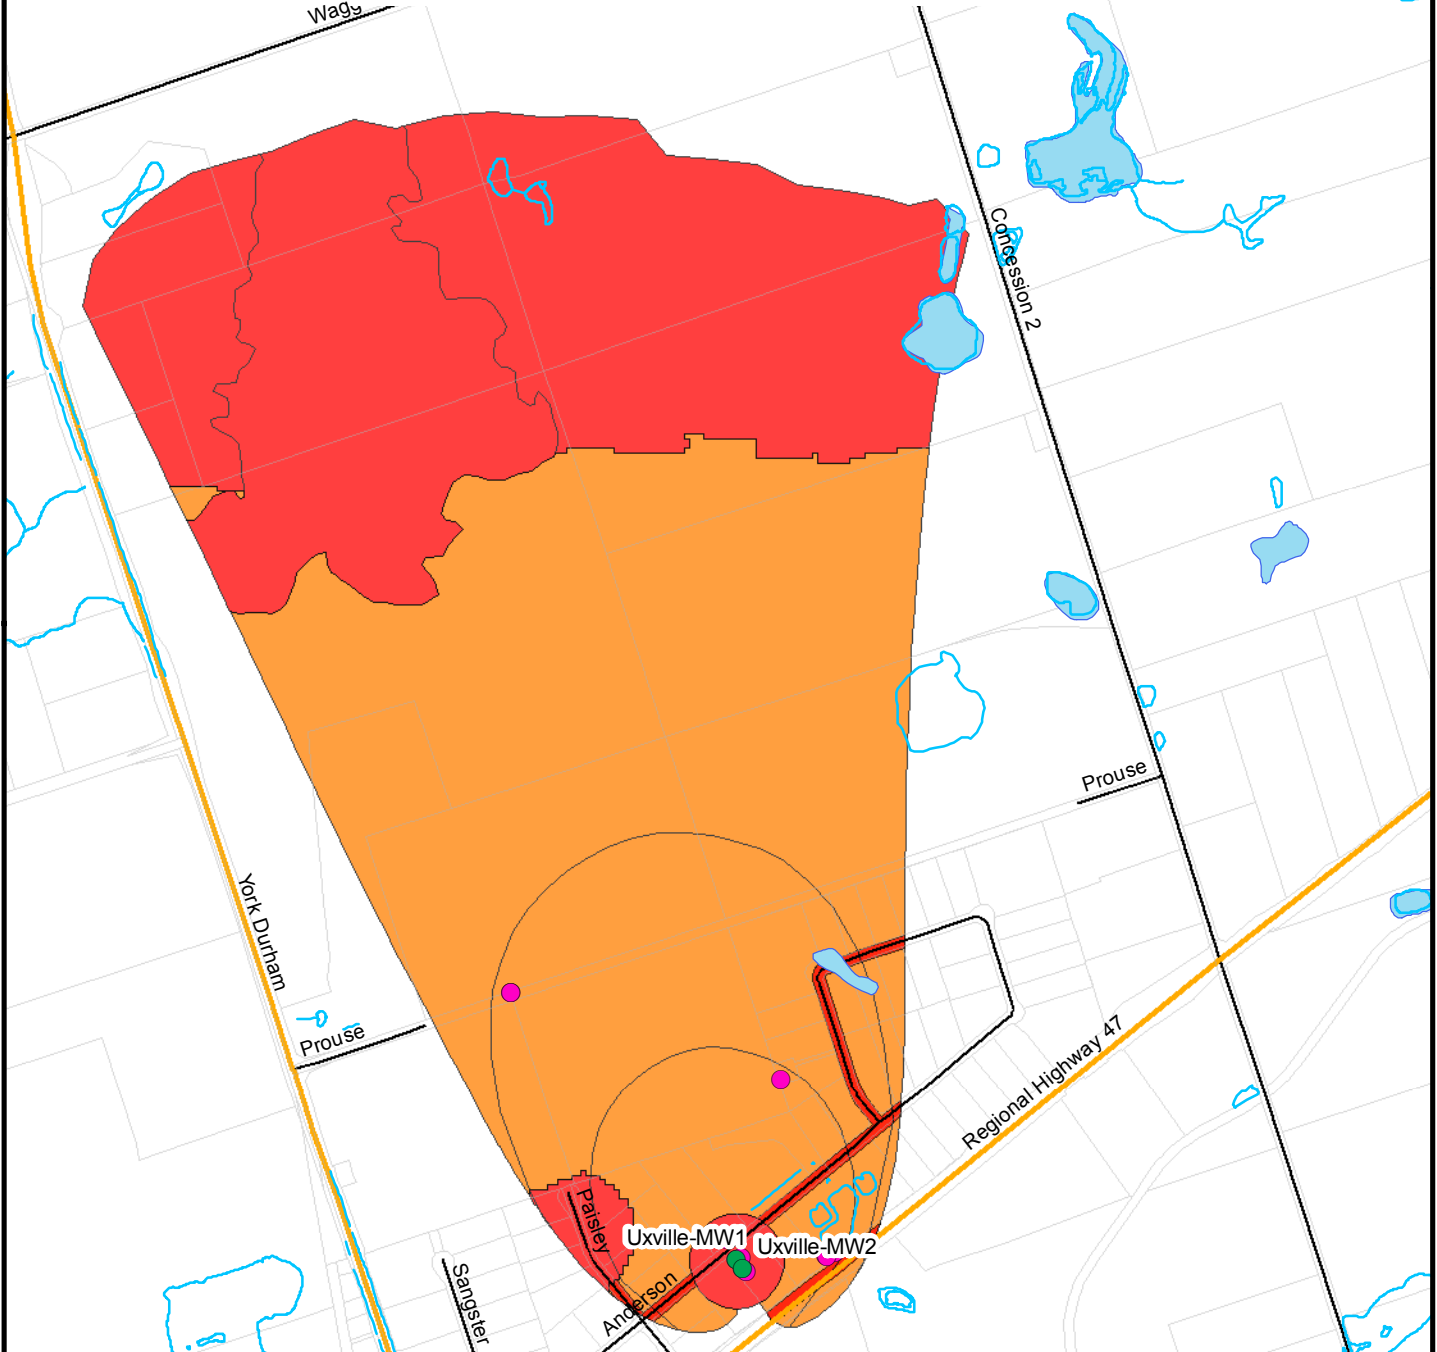 Concession 2
Prouse
York Durham
Prouse
Regional Highway 47
Paisley
Uxville-MW1
Uxville-MW2
Anderson
Sangster